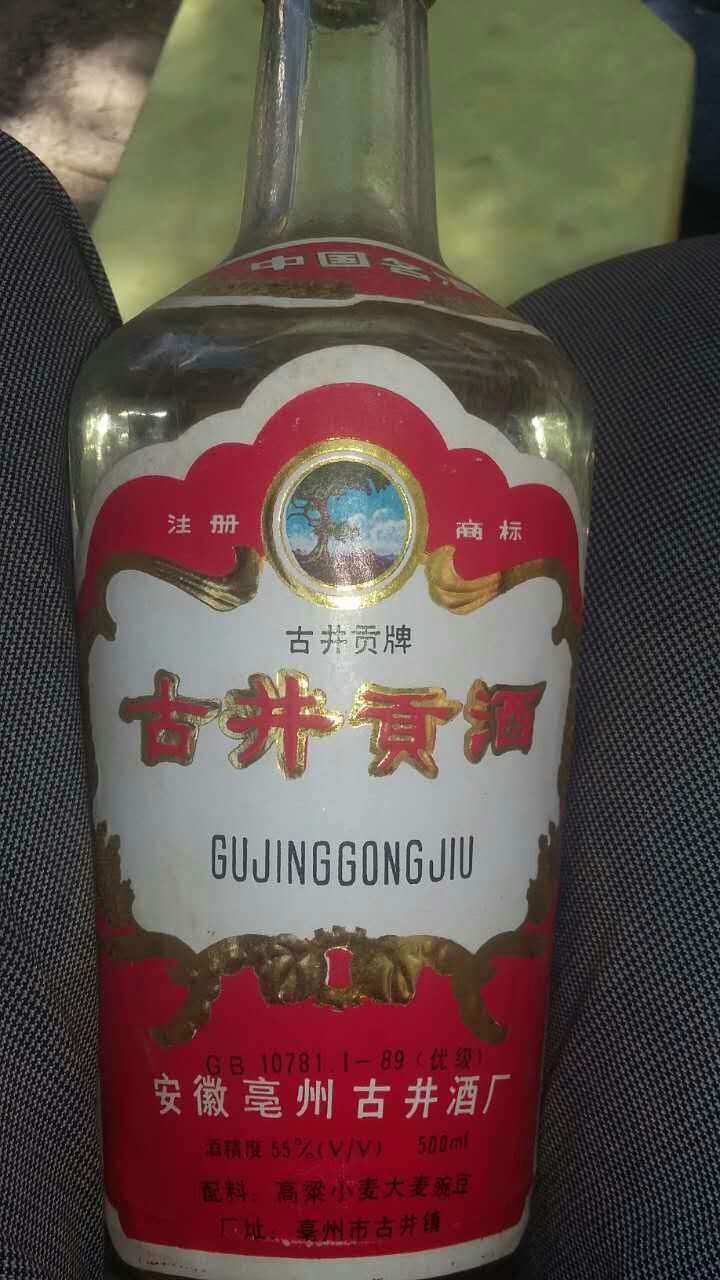 中国名酒
注册 商标
古井贡牌
古井贡酒
GUJINGGONGJIU
GB 10781.1-89(优级)
安徽亳州古井酒厂
酒精度 55%(V/V) 500ml
配料：高粱小麦大麦豌豆
厂址：亳州市古井镇